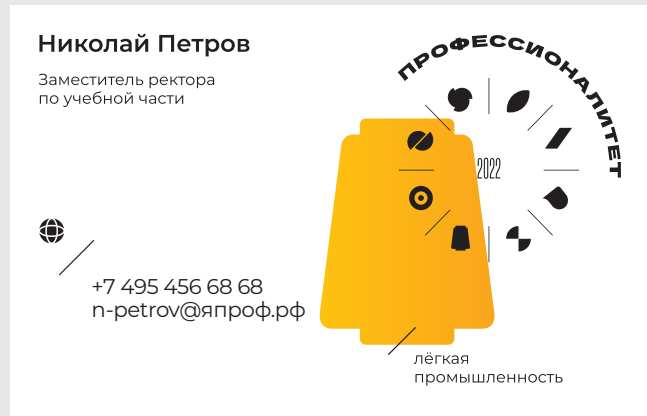 Николай Петров
Заместитель ректора
по учебной части
ПРОФЕССИОНАЛИТЕТ
2022
+7 495 456 68 68
n-petrov@япроф.рф
лёгкая
промышленность